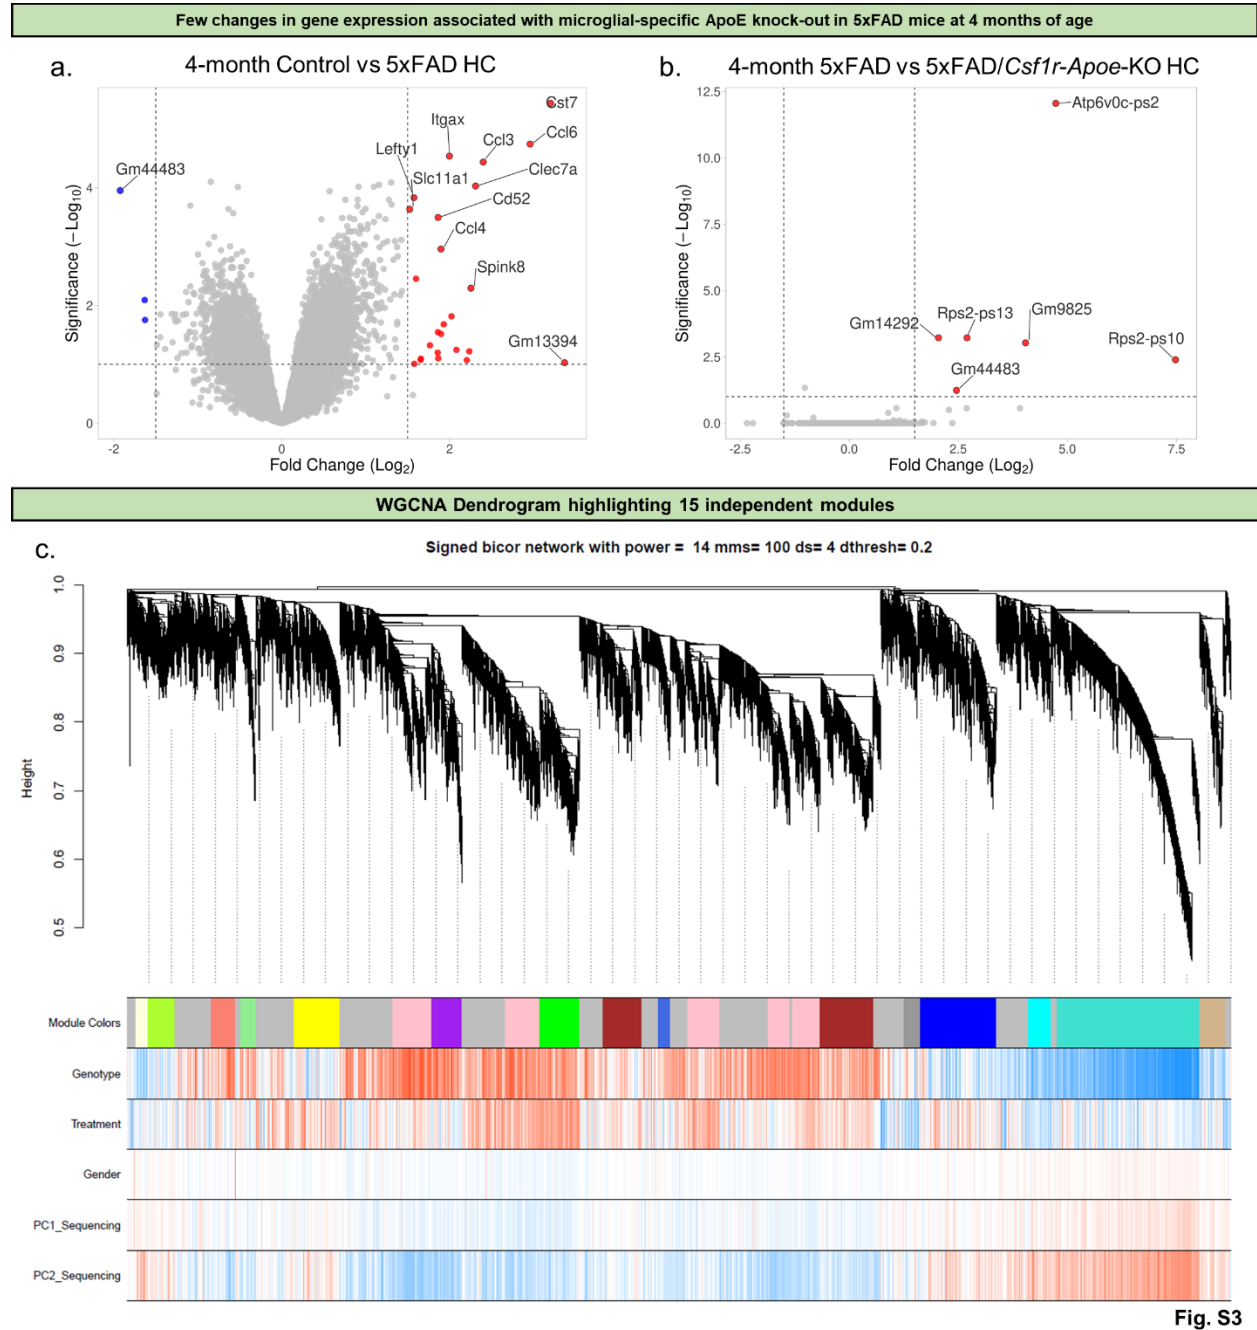 Few changes in gene expression associated with microglial-specific ApoE knock-out in 5xFAD mice at 4 months of age
a.
4-month Control vs 5xFAD HC
Significance (−Log10)
4
2
0
-2
0
2
Fold Change (Log2)
Gm44483
Itgax
Lefty1
Slc11a1
Cst7
Ccl3
Ccl6
Clec7a
Cd52
Ccl4
Spink8
Gm13394
b.
4-month 5xFAD vs 5xFAD/Csf1r-Apoe-KO HC
Significance (−Log10)
12.5
10.0
7.5
5.0
2.5
0.0
-2.5
0.0
2.5
5.0
7.5
Fold Change (Log2)
Atp6v0c-ps2
Gm14292
Rps2-ps13
Gm9825
Rps2-ps10
Gm44483
WGCNA Dendrogram highlighting 15 independent modules
c.
Signed bicor network with power = 14 mms= 100 ds= 4 dthresh= 0.2
Height
1.0
0.9
0.8
0.7
0.6
0.5
Module Colors
Genotype
Treatment
Gender
PC1_Sequencing
PC2_Sequencing
Fig. S3